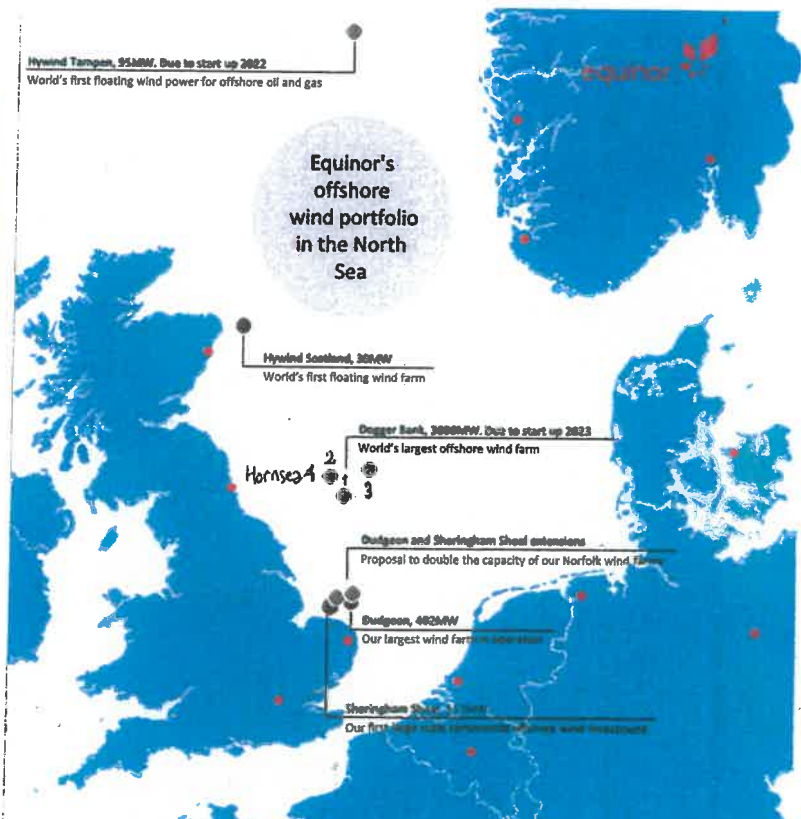 Hywind Tampen, 95MW. Due to start up 2022
World's first floating wind power for offshore oil and gas
equinor
Equinor's
offshore
wind portfolio
in the North
Sea
Hywind Scotland, 30MW
World's first floating wind farm
Dogger Bank, 3600MW. Due to start up 2023
World's largest offshore wind farm
Hornsea 4
2
1
3
Dudgeon and Sheringham Shoal extensions
Proposal to double the capacity of our Norfolk wind farms
Dudgeon, 402MW
Our largest wind farm in operation
Sheringham Shoal,
Our first large scale commercial offshore wind investment